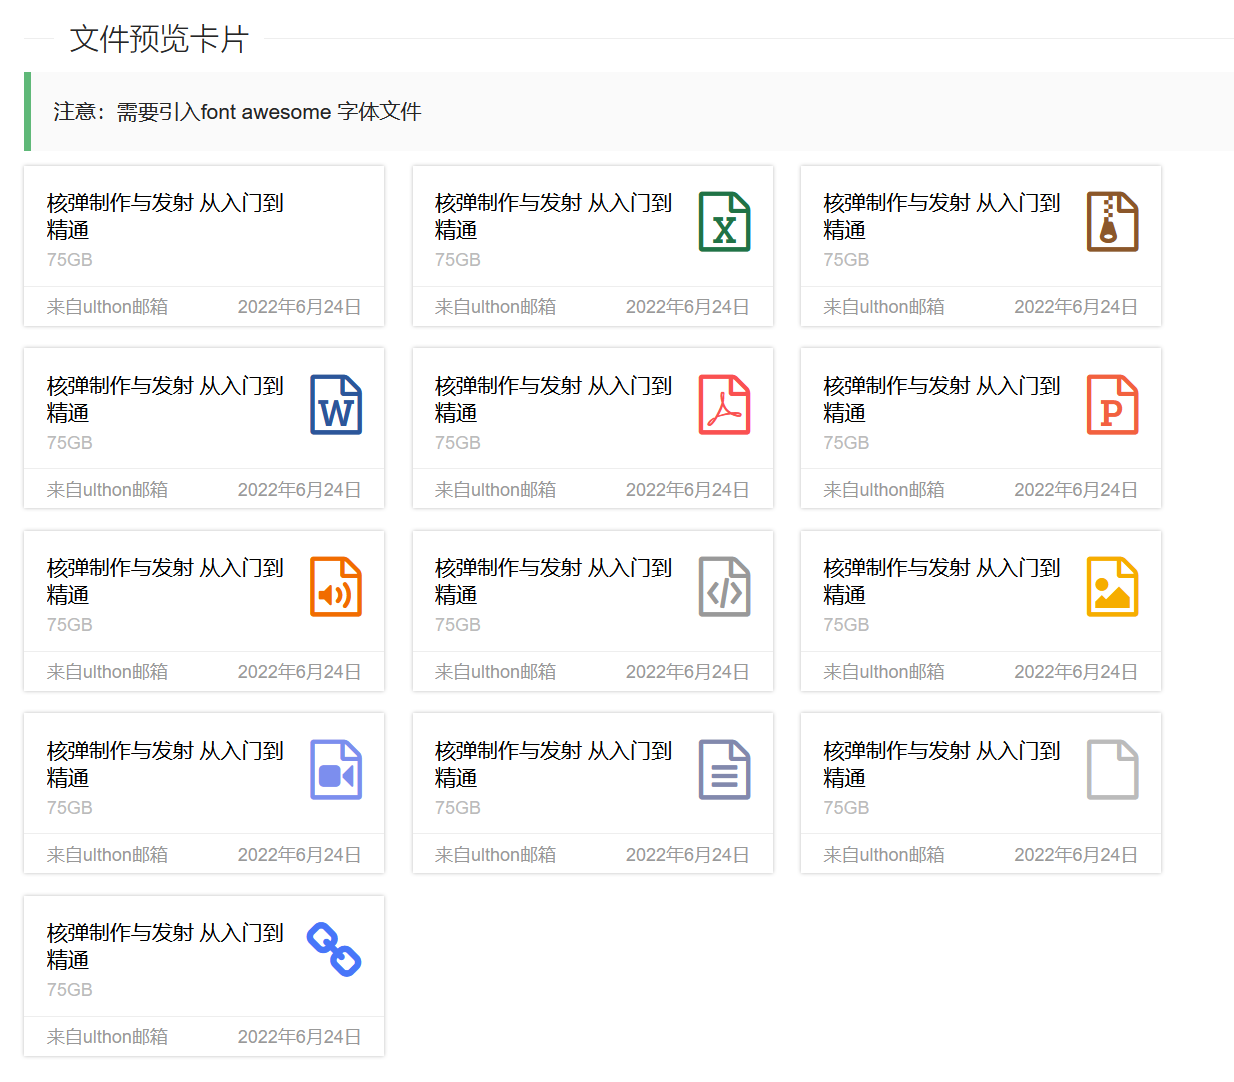 文件预览卡片
注意：需要引入font awesome 字体文件
核弹制作与发射 从入门到
精通
75GB
来自ulthon邮箱 2022年6月24日
核弹制作与发射 从入门到
精通
75GB
X
来自ulthon邮箱 2022年6月24日
核弹制作与发射 从入门到
精通
75GB
来自ulthon邮箱 2022年6月24日
核弹制作与发射 从入门到
精通
75GB
W
来自ulthon邮箱 2022年6月24日
核弹制作与发射 从入门到
精通
75GB
来自ulthon邮箱 2022年6月24日
核弹制作与发射 从入门到
精通
75GB
P
来自ulthon邮箱 2022年6月24日
核弹制作与发射 从入门到
精通
75GB
来自ulthon邮箱 2022年6月24日
核弹制作与发射 从入门到
精通
75GB
</>
来自ulthon邮箱 2022年6月24日
核弹制作与发射 从入门到
精通
75GB
来自ulthon邮箱 2022年6月24日
核弹制作与发射 从入门到
精通
75GB
来自ulthon邮箱 2022年6月24日
核弹制作与发射 从入门到
精通
75GB
来自ulthon邮箱 2022年6月24日
核弹制作与发射 从入门到
精通
75GB
来自ulthon邮箱 2022年6月24日
核弹制作与发射 从入门到
精通
75GB
来自ulthon邮箱 2022年6月24日